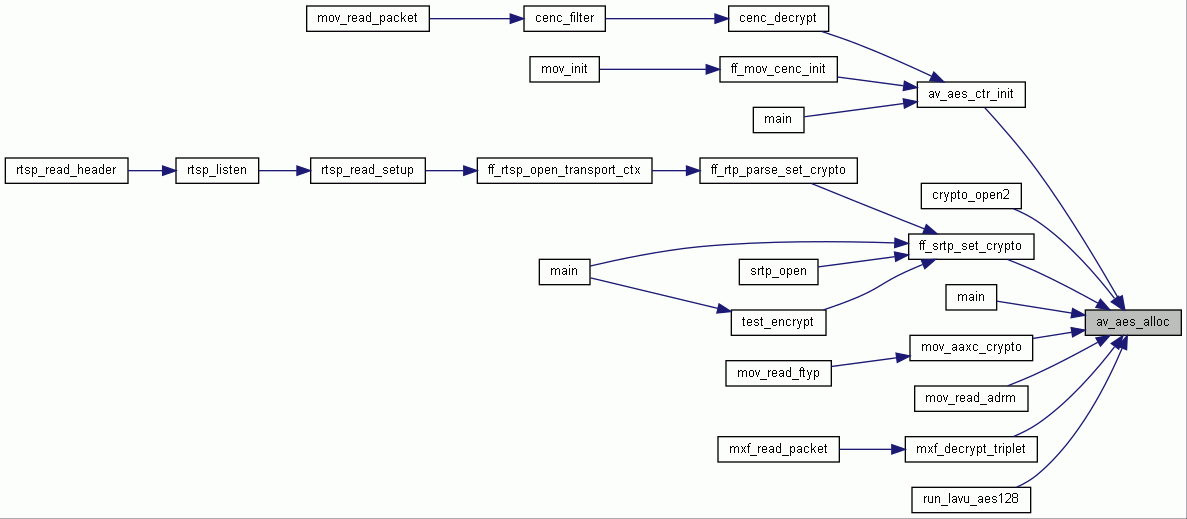 mov_read_packet
cenc_filter
cenc_decrypt
mov_init
ff_mov_cenc_init
av_aes_ctr_init
main
rtsp_read_header
rtsp_listen
rtsp_read_setup
ff_rtsp_open_transport_ctx
ff_rtp_parse_set_crypto
crypto_open2
ff_srtp_set_crypto
main
srtp_open
main
test_encrypt
av_aes_alloc
mov_aaxc_crypto
mov_read_ftyp
mov_read_adrm
mxf_read_packet
mxf_decrypt_triplet
run_lavu_aes128